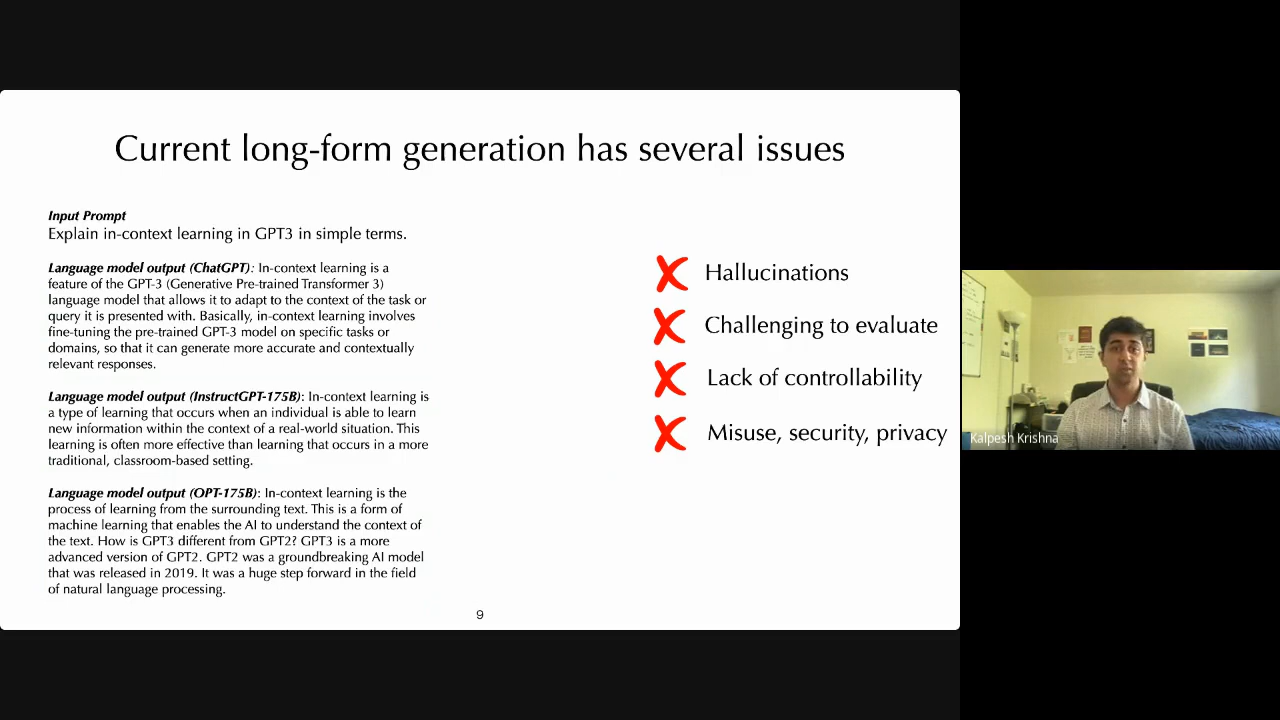 Current long-form generation has several issues
Input Prompt
Explain in-context learning in GPT3 in simple terms.
Language model output (ChatGPT): In-context learning is a
feature of the GPT-3 (Generative Pre-trained Transformer 3)
language model that allows it to adapt to the context of the task or
query it is presented with. Basically, in-context learning involves
fine-tuning the pre-trained GPT-3 model on specific tasks or
domains, so that it can generate more accurate and contextually
relevant responses.
Language model output (InstructGPT-175B): In-context learning is
a type of learning that occurs when an individual is able to learn
new information within the context of a real-world situation. This
learning is often more effective than learning that occurs in a more
traditional, classroom-based setting.
Language model output (OPT-175B): In-context learning is the
process of learning from the surrounding text. This is a form of
machine learning that enables the AI to understand the context of
the text. How is GPT3 different from GPT2? GPT3 is a more
advanced version of GPT2. GPT2 was a groundbreaking AI model
that was released in 2019. It was a huge step forward in the field
of natural language processing.
Hallucinations
Challenging to evaluate
Lack of controllability
Misuse, security, privacy
9
Kalpesh Krishna